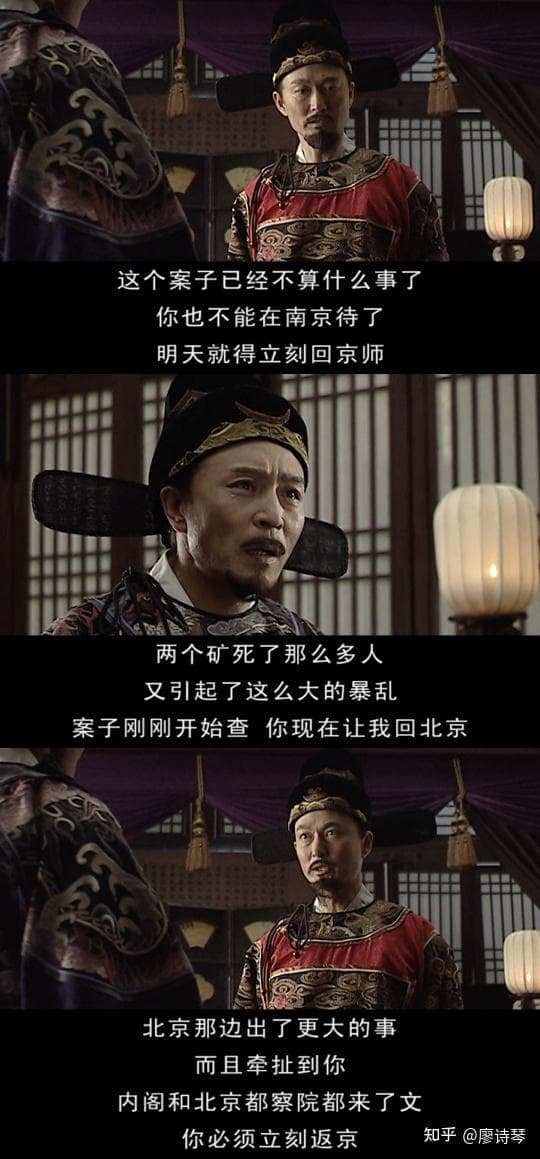 这个案子已经不算什么事了
你也不能在南京待了
明天就得立刻回京师
两个矿死了那么多人
又引起了这么大的暴乱
案子刚刚开始查 你现在让我回北京
北京那边出了更大的事
而且牵扯到你
内阁和北京都察院都来了文
你必须立刻返京
知乎 @廖诗琴